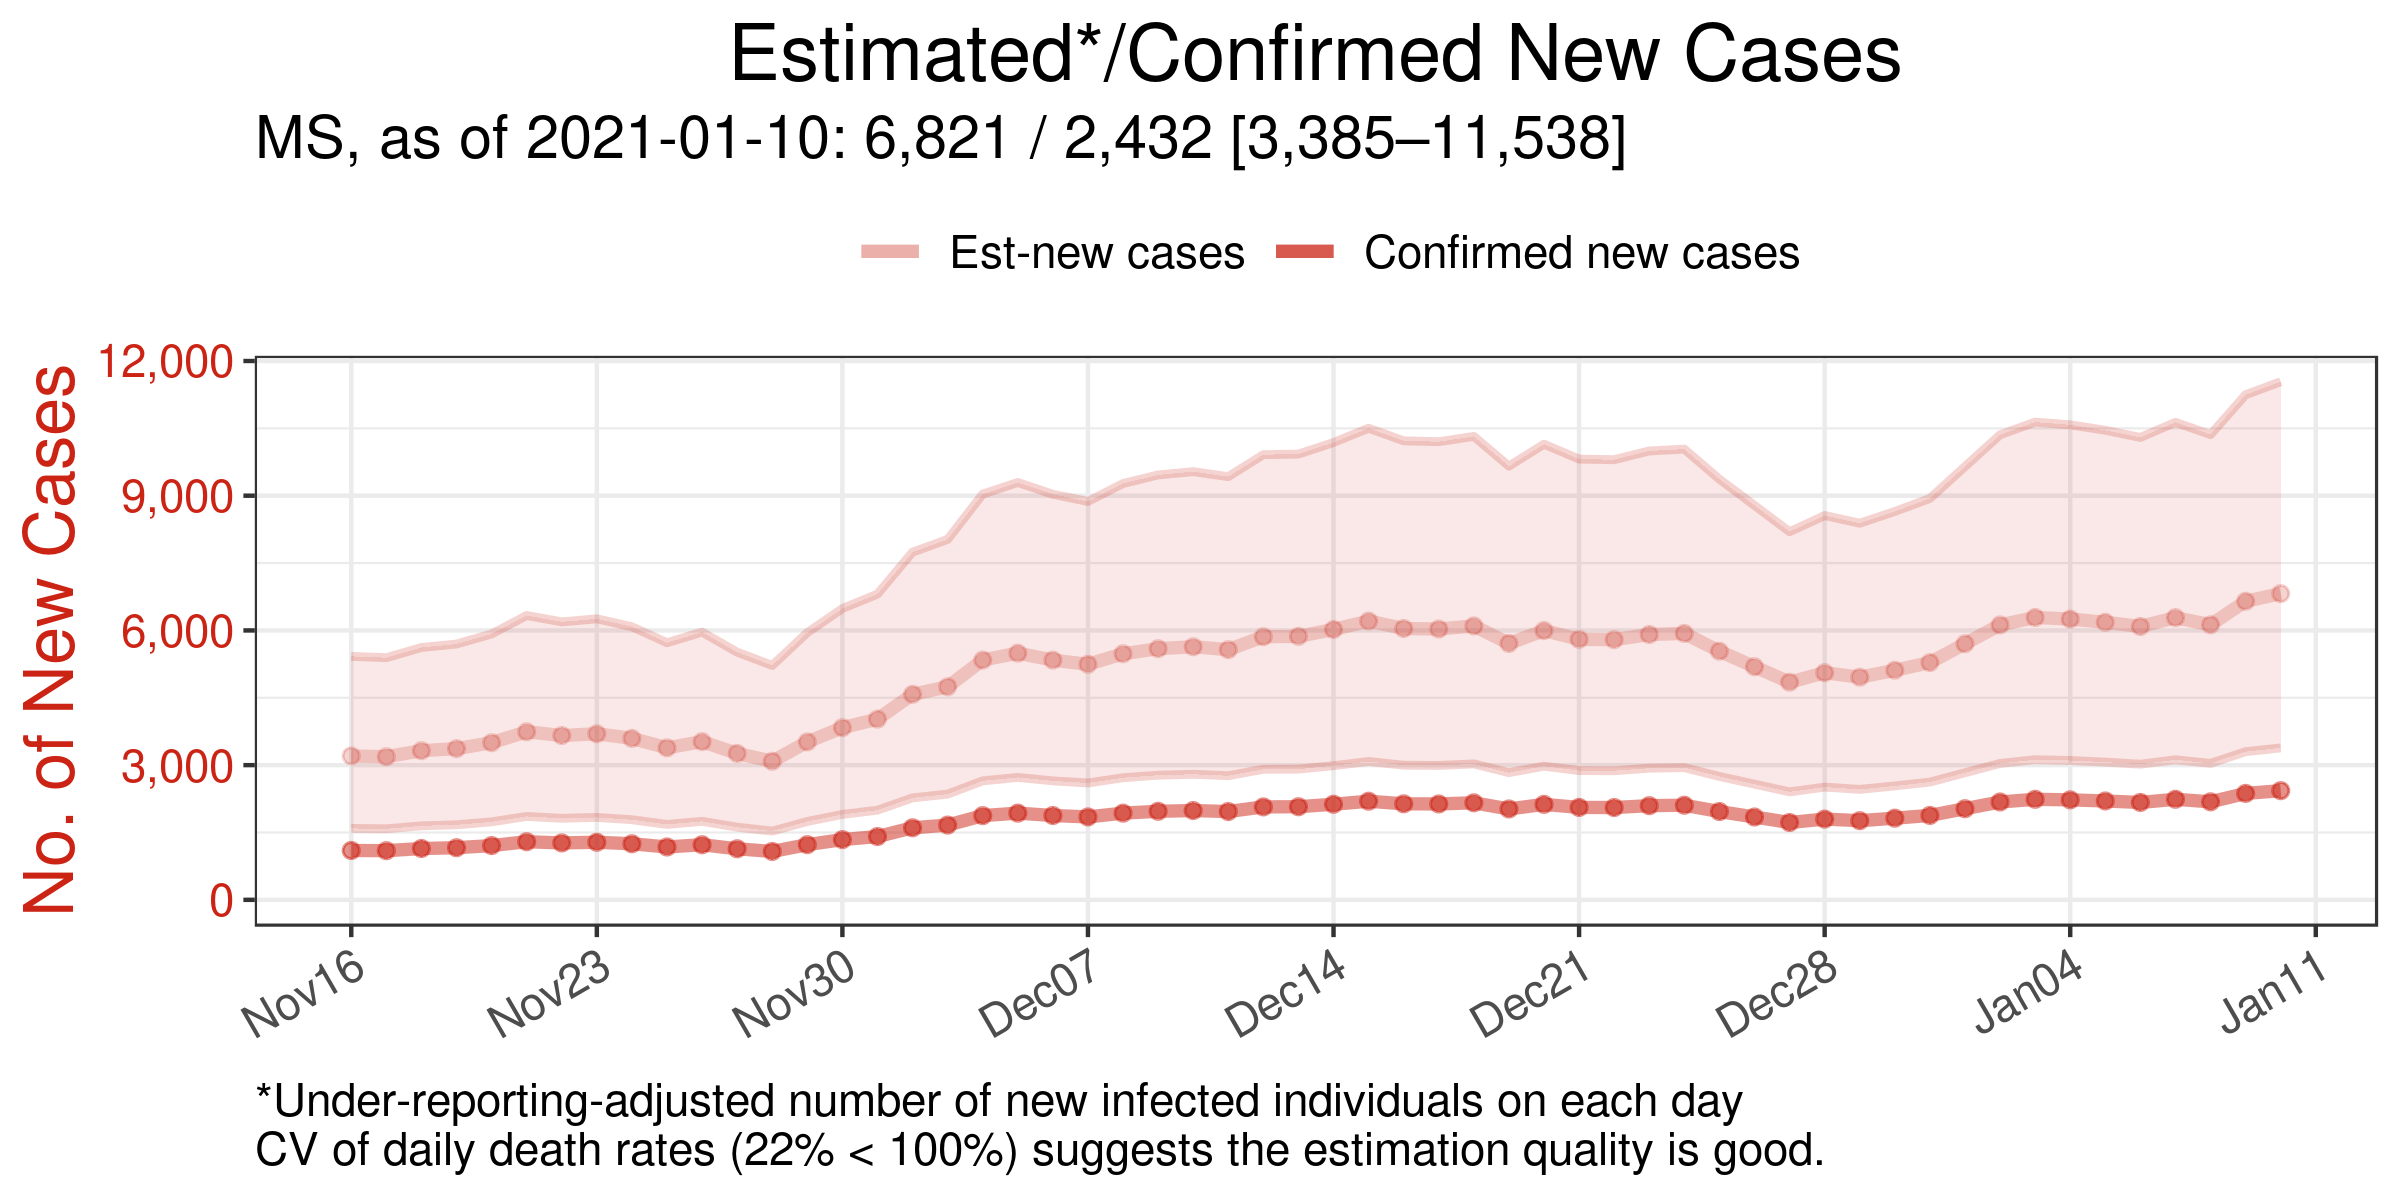 Estimated*/Confirmed New Cases
MS, as of 2021-01-10: 6,821 / 2,432 [3,385–11,538]
Est-new cases
Confirmed new cases
No. of New Cases
12,000
9,000
6,000
3,000
0
Nov16
Nov23
Nov30
Dec07
Dec14
Dec21
Dec28
Jan04
Jan11
*Under-reporting-adjusted number of new infected individuals on each day
CV of daily death rates (22% < 100%) suggests the estimation quality is good.